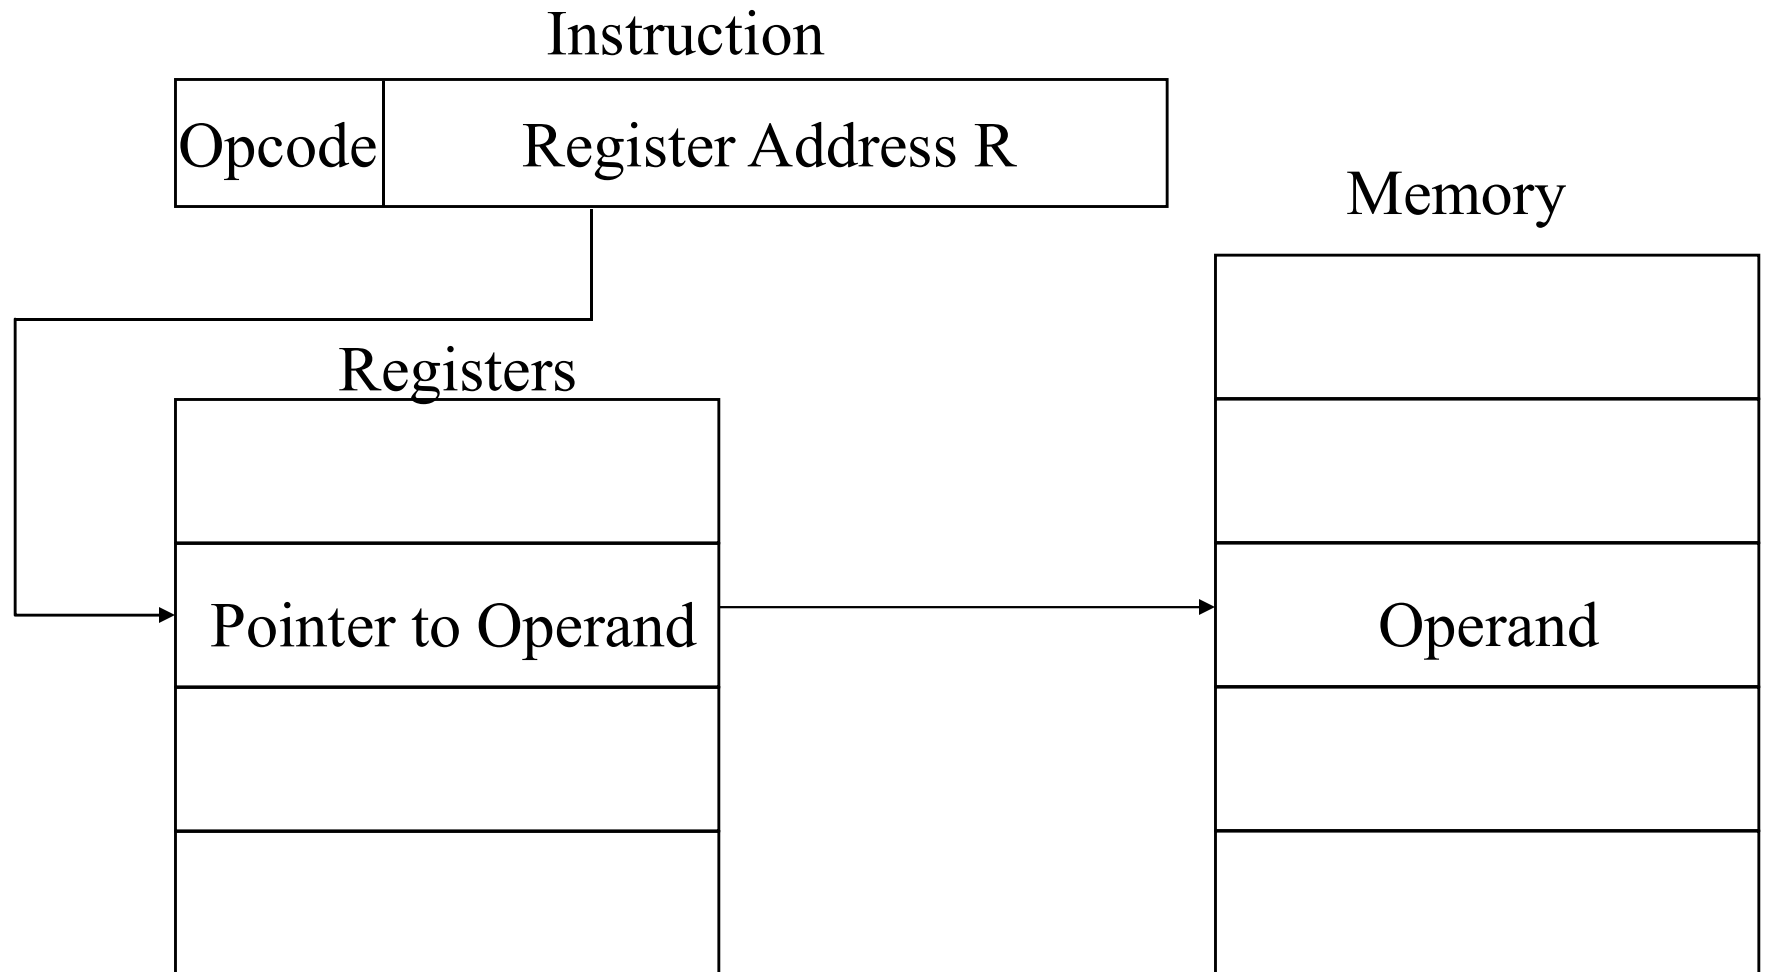 Instruction
Opcode
Register Address R
Memory
Registers
Pointer to Operand
Operand